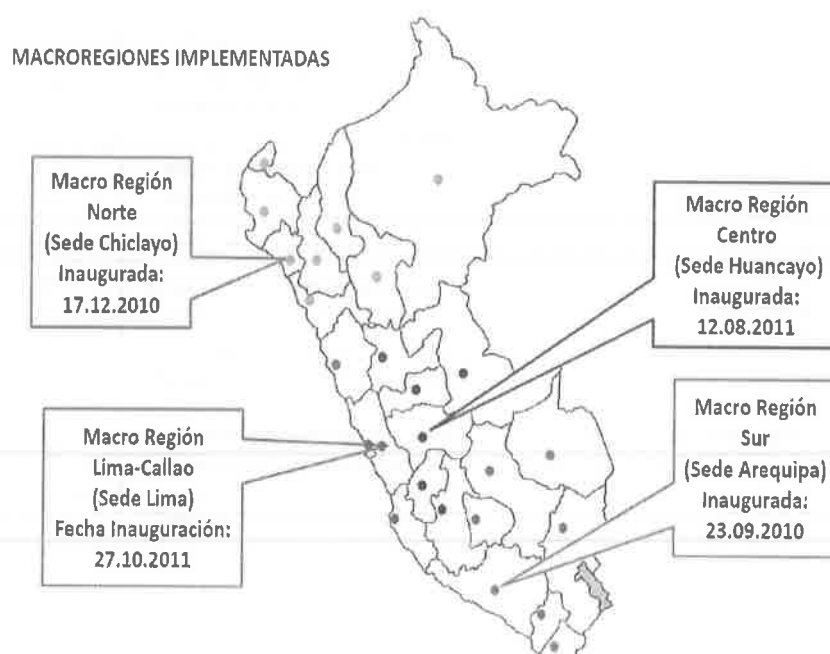 MACROREGIONES IMPLEMENTADAS
Macro Región
Norte
(Sede Chiclayo)
Inaugurada:
17.12.2010
Macro Región
Centro
(Sede Huancayo)
Inaugurada:
12.08.2011
Macro Región
Lima-Callao
(Sede Lima)
Fecha Inauguración:
27.10.2011
Macro Región
Sur
(Sede Arequipa)
Inaugurada:
23.09.2010